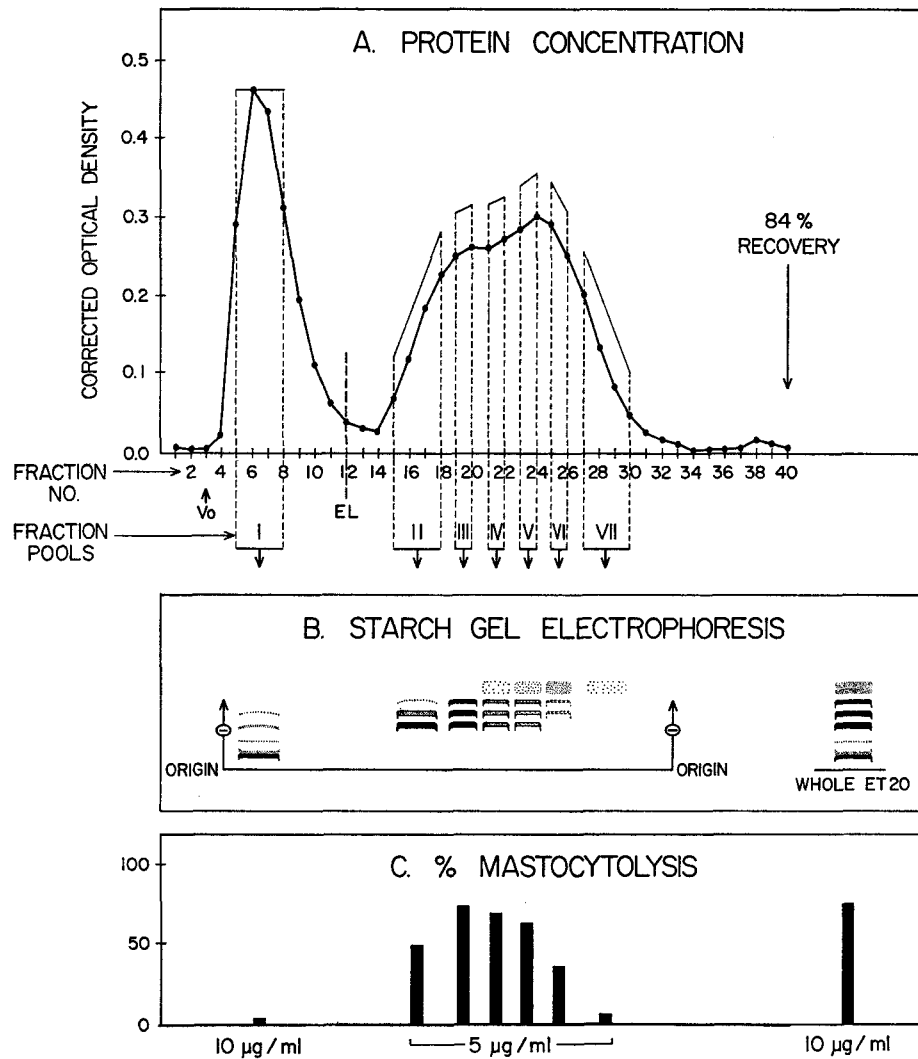 A. PROTEIN CONCENTRATION
CORRECTED OPTICAL DENSITY
0.5
0.4
0.3
0.2
0.1
0.0
84 %
RECOVERY
FRACTION NO.
2 4 6 8 10 12 14 16 18 20 22 24 26 28 30 32 34 36 38 40
Vo
EL
FRACTION POOLS
I II III IV V VI VII
B. STARCH GEL ELECTROPHORESIS
ORIGIN
ORIGIN
WHOLE ET20
C. % MASTOCYTOLYSIS
100
50
0
10 µg/ml
5 µg/ml
10 µg/ml